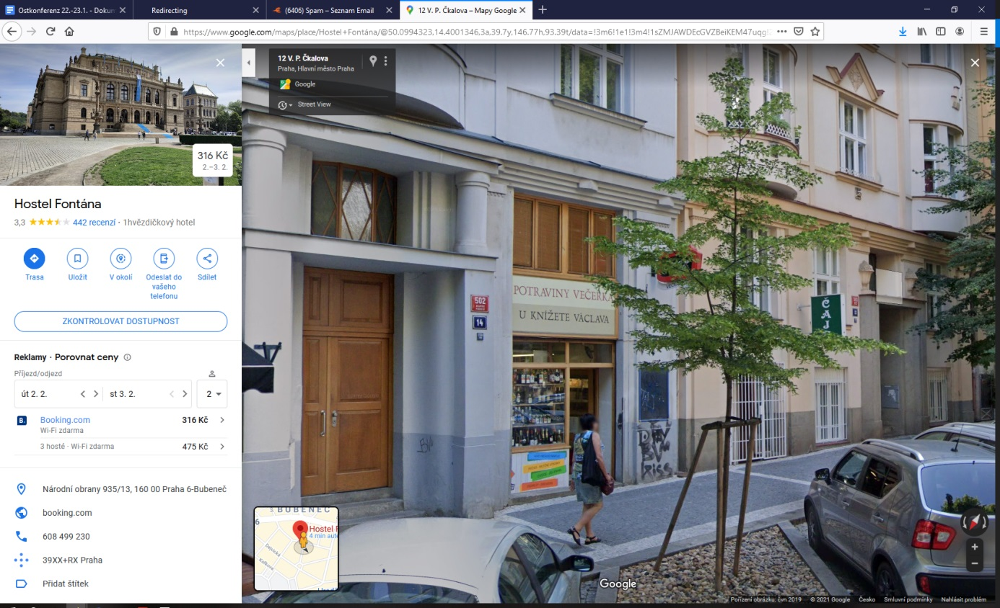 Ostkonferenz 22.-23.1. - Dokun
Redirecting
(6406) Spam – Seznam Email
12 V. P. Čkalova – Mapy Google
https://www.google.com/maps/place/Hostel+Fontána/@50.0994323,14.4001346,3a,39.7y,146.77h,93.39t/data=!3m6!1e1!3m4!1sZMJAWDEcGVZBeiKEM47uqg!
316 Kč
2.–3. 2.
Hostel Fontána
3,3 442 recenzí · 1hvězdičkový hotel
Trasa
Uložit
V okolí
Odeslat do
vašeho
telefonu
Sdílet
ZKONTROLOVAT DOSTUPNOST
Reklamy · Porovnat ceny
Příjezd/odjezd
út 2. 2.
st 3. 2.
2
B.
Booking.com
316 Kč
Wi-Fi zdarma
3 hosté · Wi-Fi zdarma
475 Kč
Národní obrany 935/13, 160 00 Praha 6-Bubeneč
booking.com
608 499 230
39XX+RX Praha
Přidat štítek
12 V. P. Čkalova
Praha, Hlavní město Praha
Google
Street View
502
14
POTRAVINY VEČERKA
U KNÍŽETE VÁCLAVA
ČAJ
BUBENEČ
6
Hostel F
4 min auto
Dejvická
Kafkova
Google
Pořízení obrázku: čvn 2019
© 2021 Google
Česko
Smluvní podmínky
Nahlásit problém